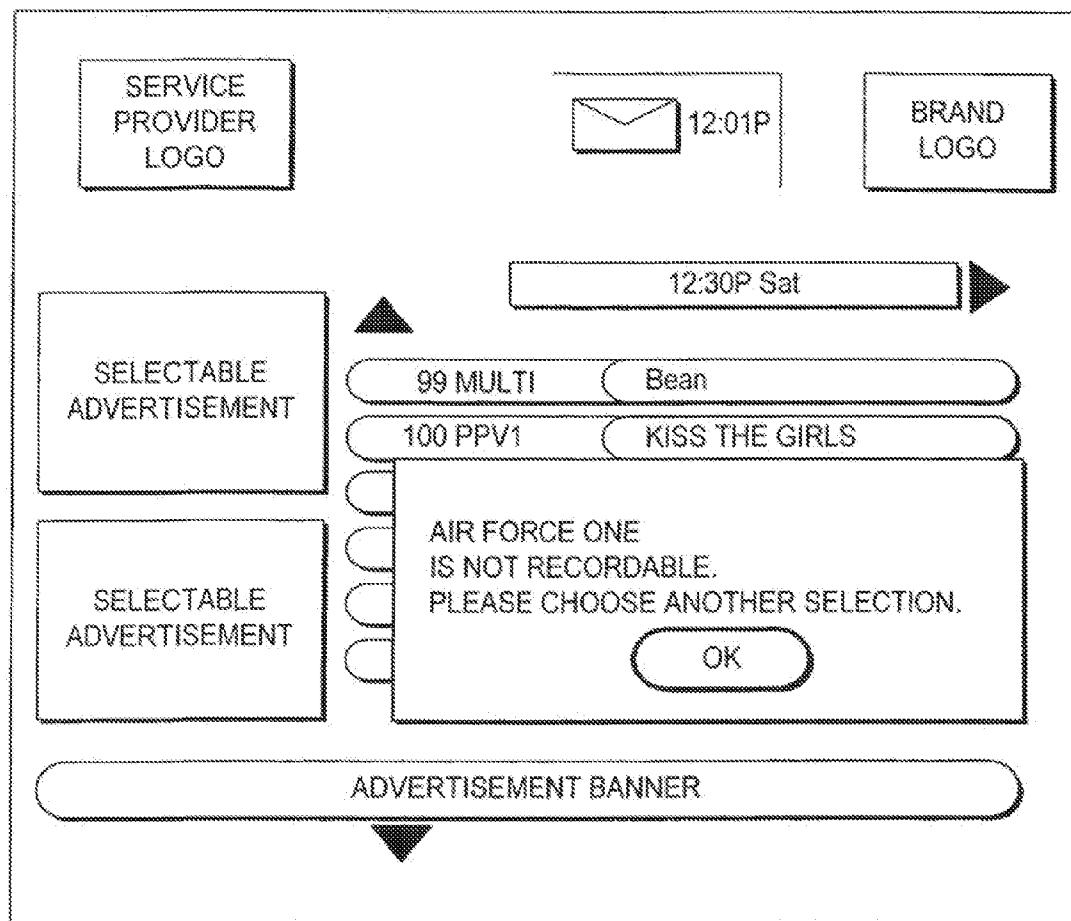 SERVICE
PROVIDER
LOGO
12:01P
BRAND
LOGO
12:30P Sat
SELECTABLE
ADVERTISEMENT
99 MULTI Bean
100 PPV1 KISS THE GIRLS
AIR FORCE ONE
IS NOT RECORDABLE.
PLEASE CHOOSE ANOTHER SELECTION.
OK
SELECTABLE
ADVERTISEMENT
ADVERTISEMENT BANNER